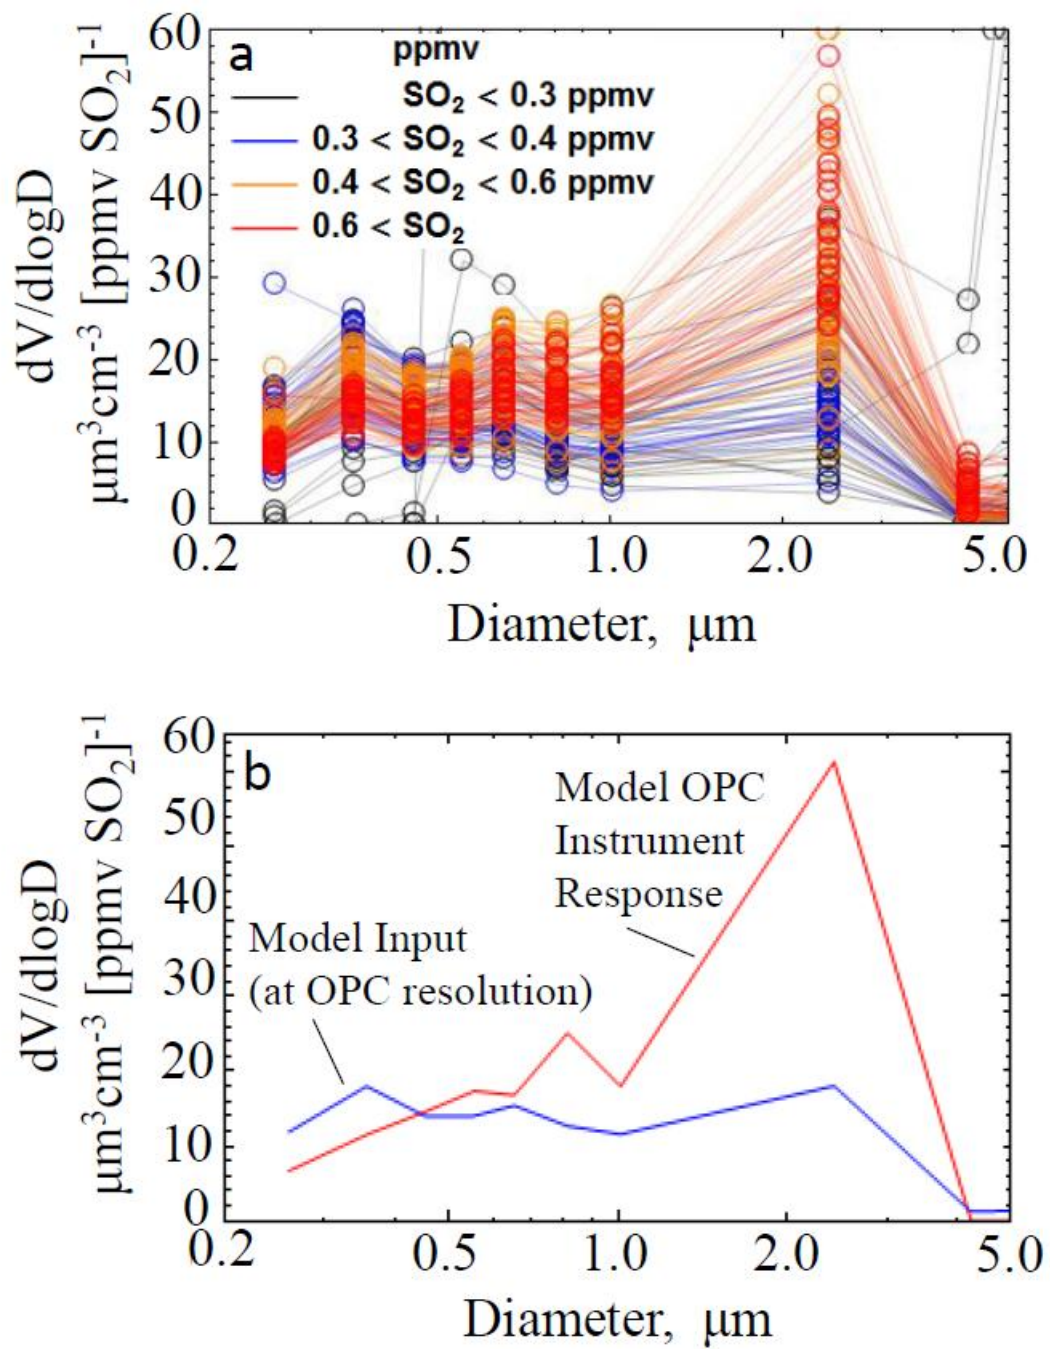 a
ppmv
SO₂ < 0.3 ppmv
0.3 < SO₂ < 0.4 ppmv
0.4 < SO₂ < 0.6 ppmv
0.6 < SO₂
dV/dlogD
μm³cm⁻³ [ppmv SO₂]⁻¹
60
50
40
30
20
10
0
0.2 0.5 1.0 2.0 5.0
Diameter, μm
b
Model OPC
Instrument
Response
Model Input
(at OPC resolution)
dV/dlogD
μm³cm⁻³ [ppmv SO₂]⁻¹
60
50
40
30
20
10
0
0.2 0.5 1.0 2.0 5.0
Diameter, μm